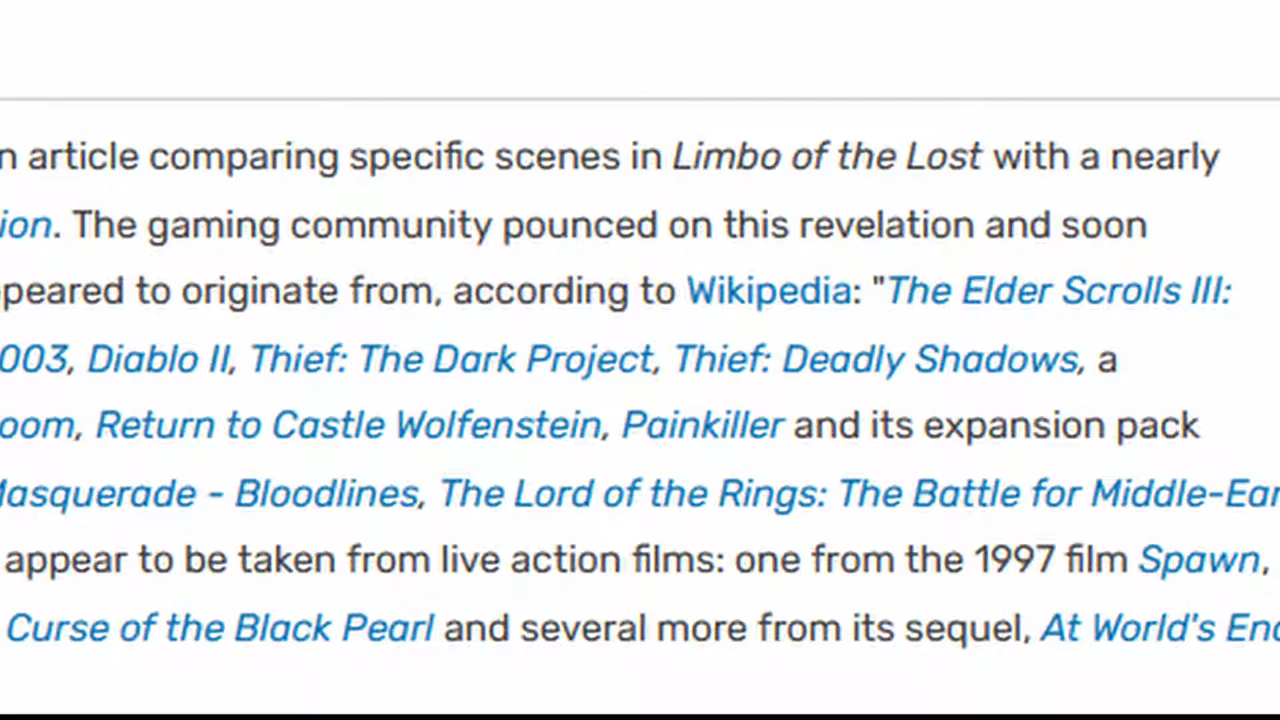 n article comparing specific scenes in Limbo of the Lost with a nearly
ion. The gaming community pounced on this revelation and soon
ppeared to originate from, according to Wikipedia: "The Elder Scrolls III:
003, Diablo II, Thief: The Dark Project, Thief: Deadly Shadows, a
oom, Return to Castle Wolfenstein, Painkiller and its expansion pack
Masquerade - Bloodlines, The Lord of the Rings: The Battle for Middle-Ear
appear to be taken from live action films: one from the 1997 film Spawn,
Curse of the Black Pearl and several more from its sequel, At World's End